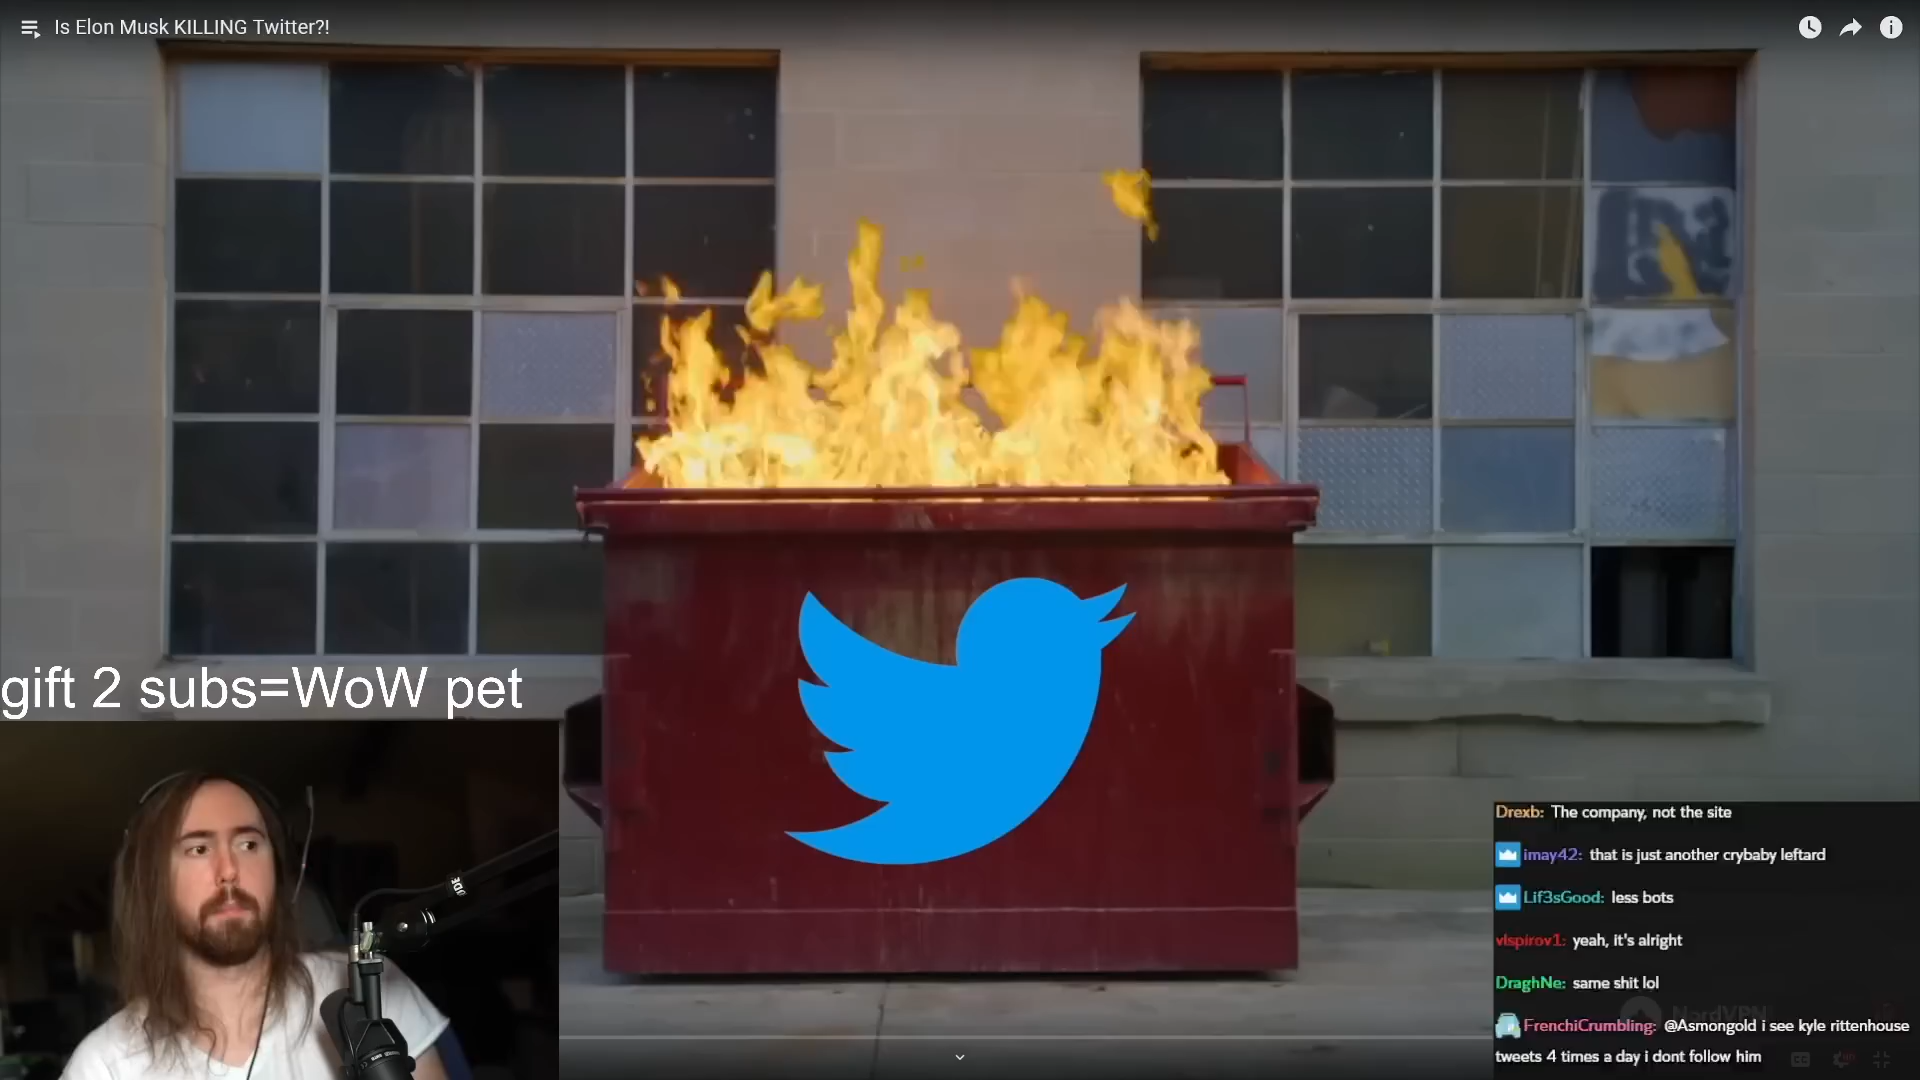 Is Elon Musk KILLING Twitter?!
gift 2 subs=WoW pet
Drexb: The company, not the site
imay42: that is just another crybaby leftard
Lif3sGood: less bots
vlspirov1: yeah, it's alright
DraghNe: same shit lol
NordVPN
FrenchiCrumbling: @Asmongold i see kyle rittenhouse
tweets 4 times a day i dont follow him